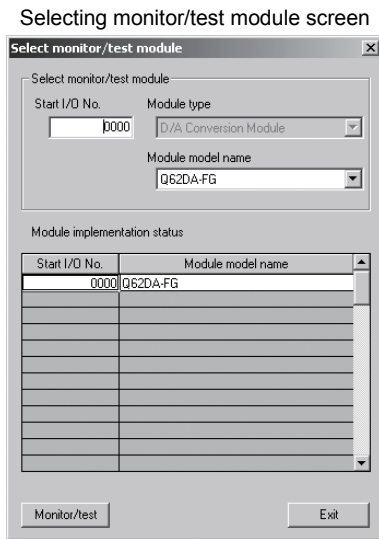 Selecting monitor/test module screen
Select monitor/test module
Select monitor/test module
Start I/O No. Module type
0000 D/A Conversion Module
Module model name
Q62DA-FG
Module implementation status
Start I/O No. Module model name
0000 Q62DA-FG
Monitor/test Exit